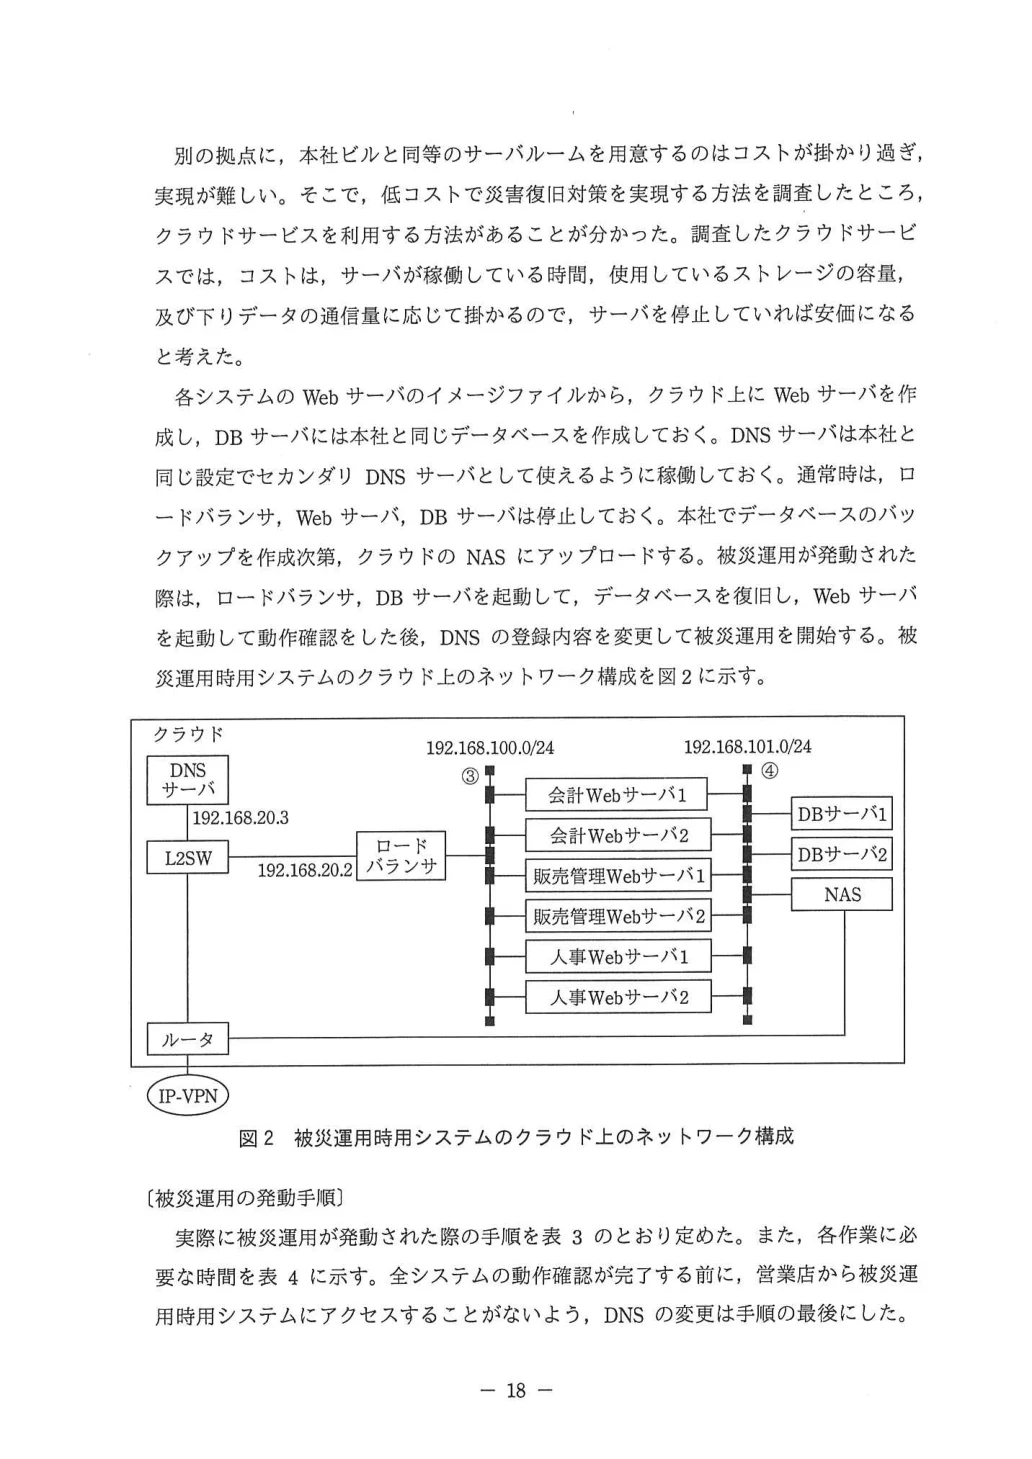 別の拠点に，本社ビルと同等のサーバルームを用意するのはコストが掛かり過ぎ，
実現が難しい。そこで，低コストで災害復旧対策を実現する方法を調査したところ，
クラウドサービスを利用する方法があることが分かった。調査したクラウドサービ
スでは，コストは，サーバが稼働している時間，使用しているストレージの容量，
及び下りデータの通信量に応じて掛かるので，サーバを停止していれば安価になる
と考えた。
各システムの Web サーバのイメージファイルから，クラウド上に Web サーバを作
成し，DB サーバには本社と同じデータベースを作成しておく。DNS サーバは本社と
同じ設定でセカンダリ DNS サーバとして使えるように稼働しておく。通常時は，ロ
ードバランサ，Web サーバ，DB サーバは停止しておく。本社でデータベースのバッ
クアップを作成次第，クラウドの NAS にアップロードする。被災運用が発動された
際は，ロードバランサ，DB サーバを起動して，データベースを復旧し，Web サーバ
を起動して動作確認をした後，DNS の登録内容を変更して被災運用を開始する。被
災運用時用システムのクラウド上のネットワーク構成を図2に示す。
クラウド
192.168.100.0/24
192.168.101.0/24
③
④
DNS
サーバ
192.168.20.3
L2SW
192.168.20.2
ロード
バランサ
会計Webサーバ1
会計Webサーバ2
販売管理Webサーバ1
販売管理Webサーバ2
人事Webサーバ1
人事Webサーバ2
DBサーバ1
DBサーバ2
NAS
ルータ
IP-VPN
図2　被災運用時用システムのクラウド上のネットワーク構成
〔被災運用の発動手順〕
実際に被災運用が発動された際の手順を表 3 のとおり定めた。また，各作業に必
要な時間を表 4 に示す。全システムの動作確認が完了する前に，営業店から被災運
用時用システムにアクセスすることがないよう，DNS の変更は手順の最後にした。
－ 18 －